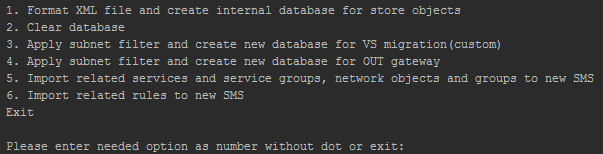 1. Format XML file and create internal database for store objects
2. Clear database
3. Apply subnet filter and create new database for VS migration(custom)
4. Apply subnet filter and create new database for OUT gateway
5. Import related services and service groups, network objects and groups to new SMS
6. Import related rules to new SMS
Exit
Please enter needed option as number without dot or exit: